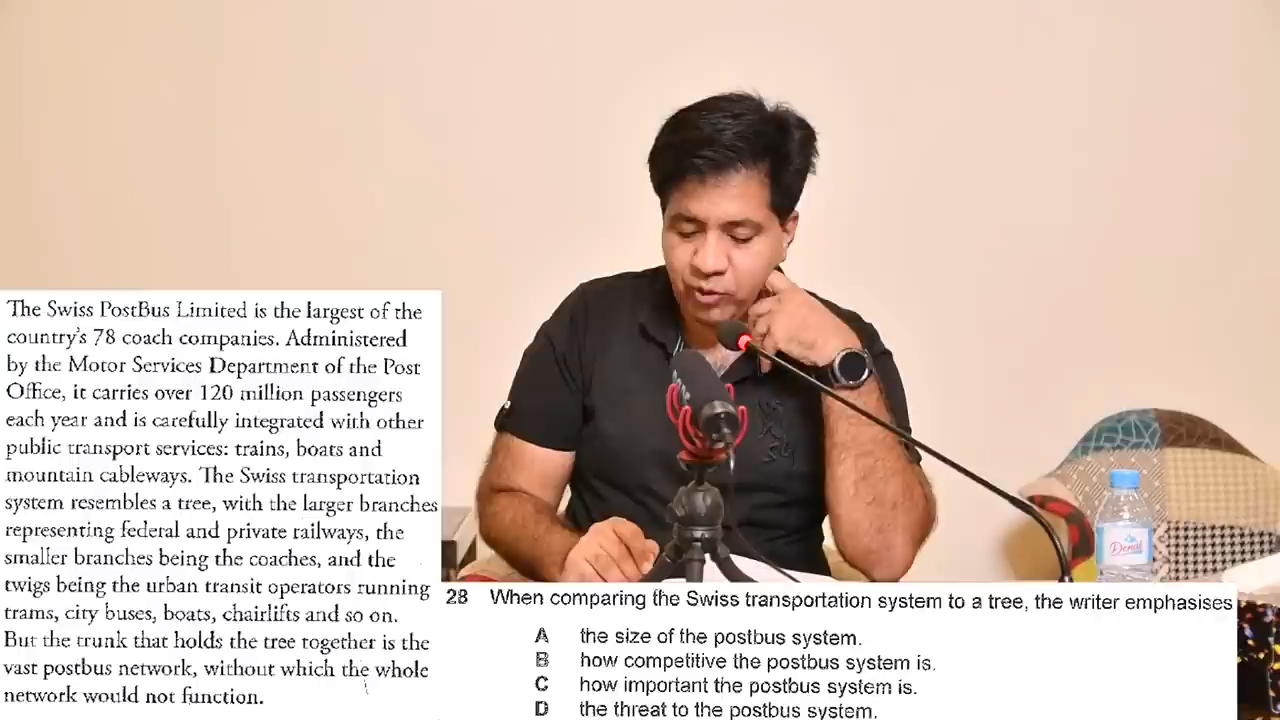 The Swiss PostBus Limited is the largest of the
country's 78 coach companies. Administered
by the Motor Services Department of the Post
Office, it carries over 120 million passengers
each year and is carefully integrated with other
public transport services: trains, boats and
mountain cableways. The Swiss transportation
system resembles a tree, with the larger branches
representing federal and private railways, the
smaller branches being the coaches, and the
twigs being the urban transit operators running
trams, city buses, boats, chairlifts and so on.
But the trunk that holds the tree together is the
vast postbus network, without which the whole
network would not function.
28 When comparing the Swiss transportation system to a tree, the writer emphasises
A the size of the postbus system.
B how competitive the postbus system is.
C how important the postbus system is.
D the threat to the postbus system.